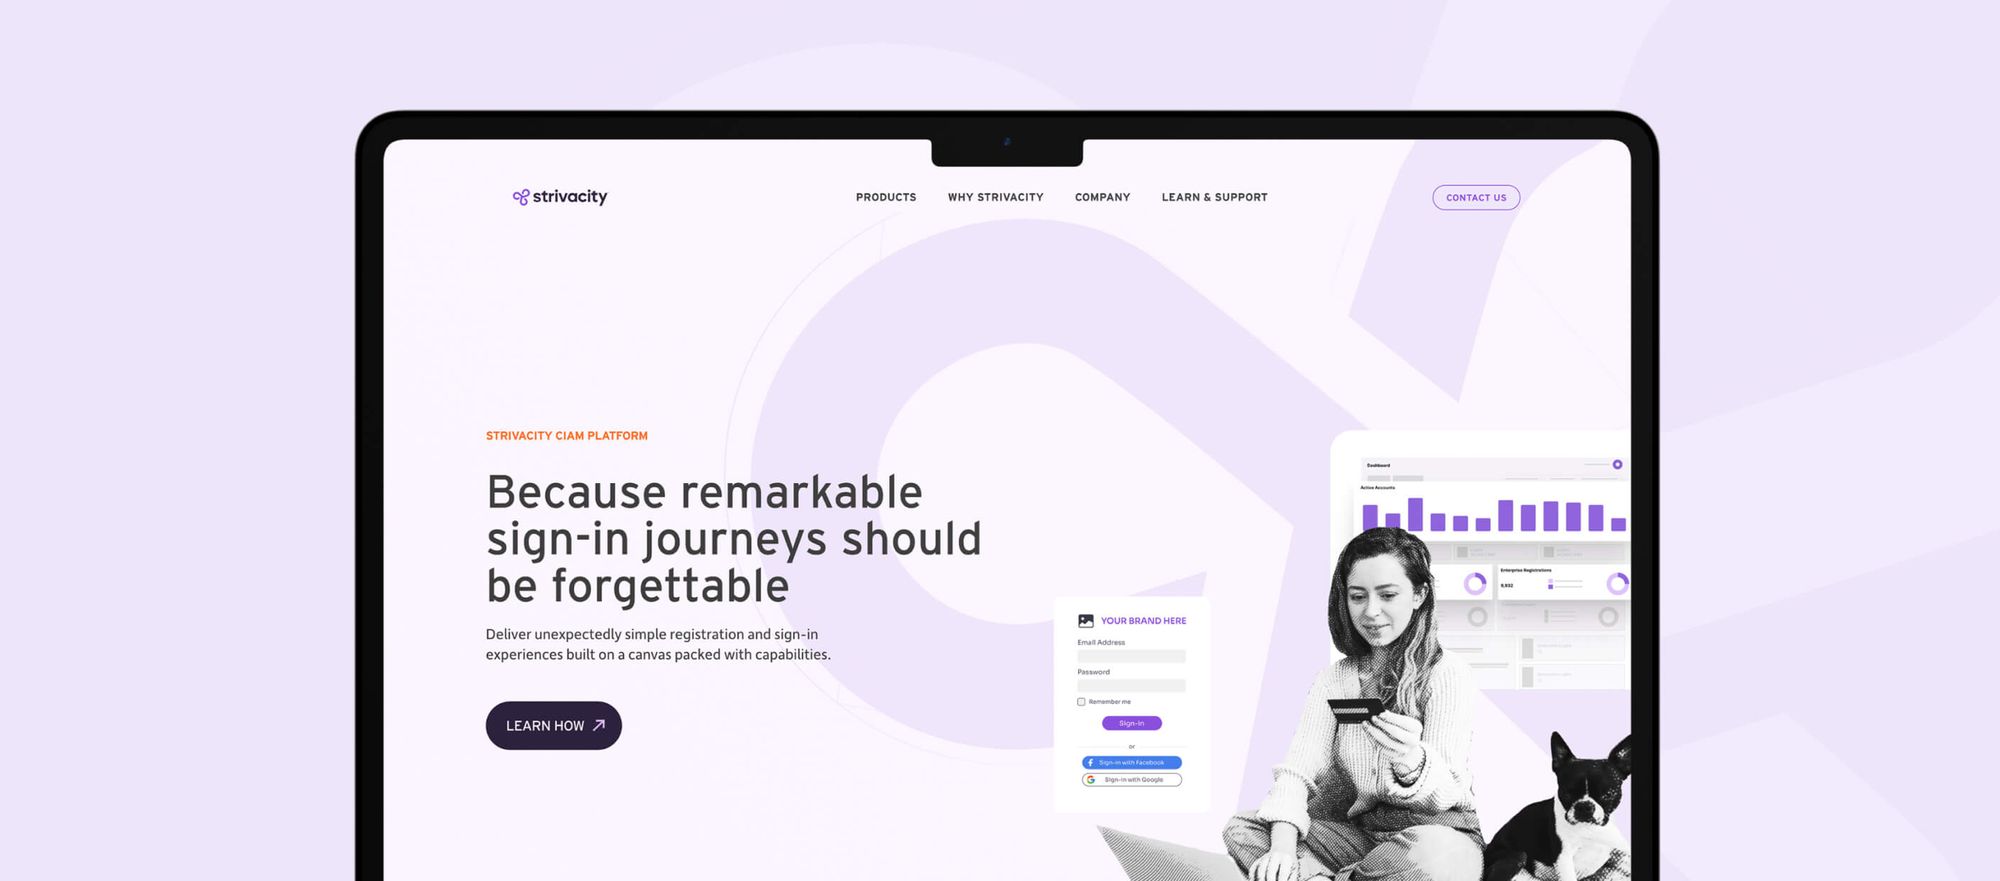 strivacity
PRODUCTS
WHY STRIVACITY
COMPANY
LEARN & SUPPORT
CONTACT US
STRIVACITY CIAM PLATFORM
Because remarkable
sign-in journeys should
be forgettable
Deliver unexpectedly simple registration and sign-in
experiences built on a canvas packed with capabilities.
LEARN HOW
YOUR BRAND HERE
Email Address
Password
Remember me
Sign-In
or
Sign-in with Facebook
Sign-in with Google
Dashboard
Active Accounts
Enterprise Registrations